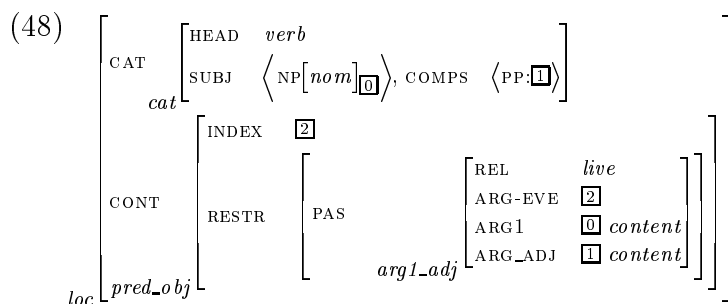 (48)
CAT HEAD verb
SUBJ ⟨NP[nom]0⟩, COMPS ⟨PP:1⟩
cat
INDEX 2
CONT RESTR PAS REL live
ARG-EVE 2
ARG1 0 content
ARG_ADJ 1 content
arg1_adj
pred_obj
loc